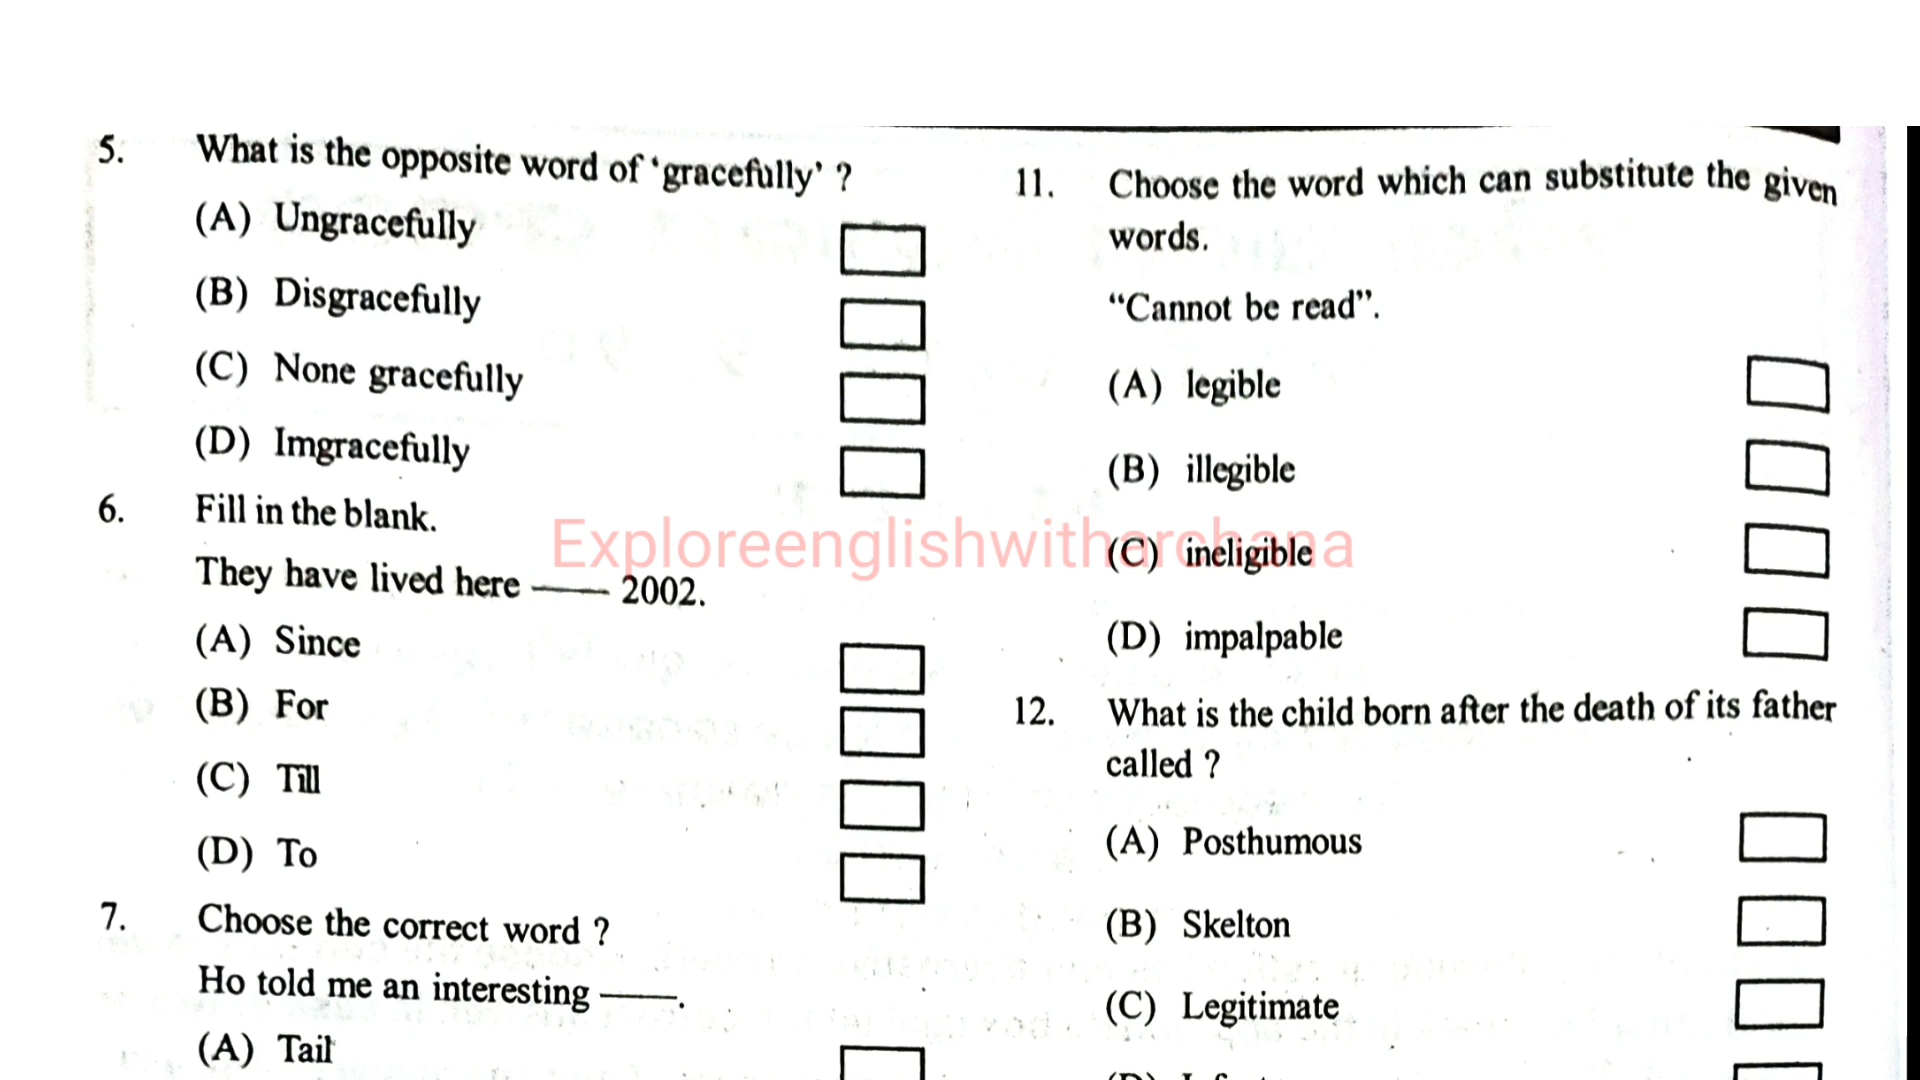 5. What is the opposite word of ‘gracefully’ ?
(A) Ungracefully
(B) Disgracefully
(C) None gracefully
(D) Imgracefully
6. Fill in the blank.
They have lived here —— 2002.
(A) Since
(B) For
(C) Till
(D) To
7. Choose the correct word ?
Ho told me an interesting ——.
(A) Tail
11. Choose the word which can substitute the given
words.
“Cannot be read”.
(A) legible
(B) illegible
(C) ineligible
(D) impalpable
12. What is the child born after the death of its father
called ?
(A) Posthumous
(B) Skelton
(C) Legitimate
Exploreenglishwitharchana